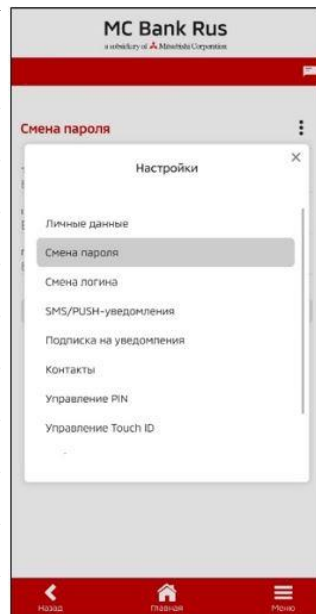 MC Bank Rus
a subsidiary of Mitsubishi Corporation
Смена пароля
Настройки
Личные данные
Смена пароля
Смена логина
SMS/PUSH-уведомления
Подписка на уведомления
Контакты
Управление PIN
Управление Touch ID
Назад
Главная
Меню